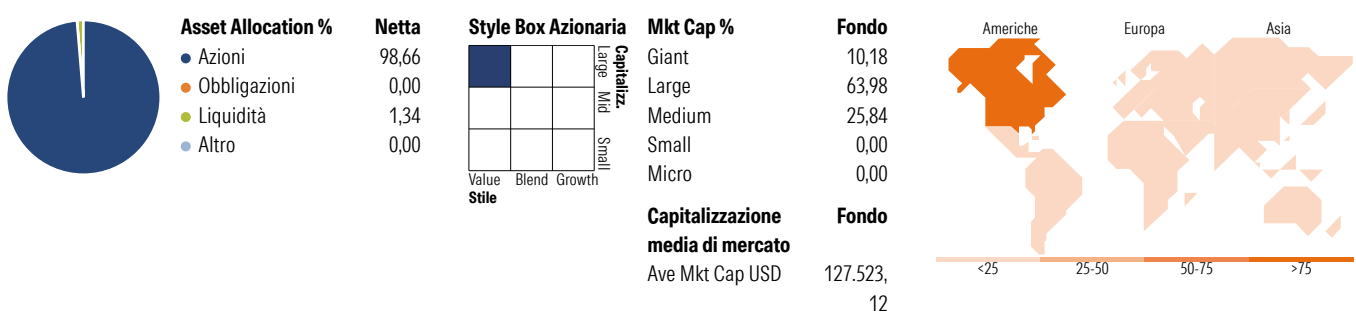 Asset Allocation % Netta
Azioni 98,66
Obbligazioni 0,00
Liquidità 1,34
Altro 0,00
Style Box Azionaria
Capitalizz.
Large Mid Small
Value Blend Growth
Stile
Mkt Cap % Fondo
Giant 10,18
Large 63,98
Medium 25,84
Small 0,00
Micro 0,00
Capitalizzazione Fondo
media di mercato
Ave Mkt Cap USD 127.523,
12
Americhe Europa Asia
<25 25-50 50-75 >75